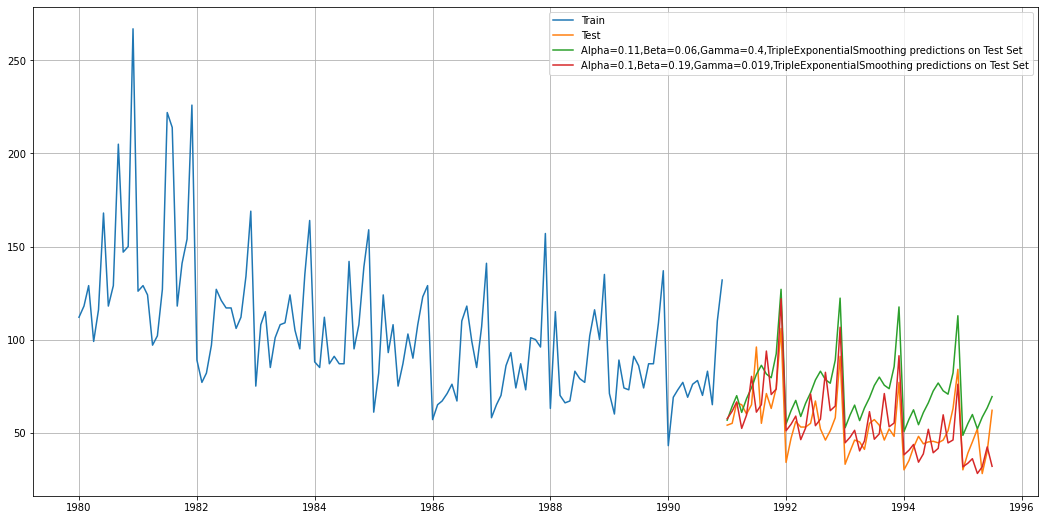 Train
Test
Alpha=0.11,Beta=0.06,Gamma=0.4,TripleExponentialSmoothing predictions on Test Set
Alpha=0.1,Beta=0.19,Gamma=0.019,TripleExponentialSmoothing predictions on Test Set
250
200
150
100
50
1980 1982 1984 1986 1988 1990 1992 1994 1996